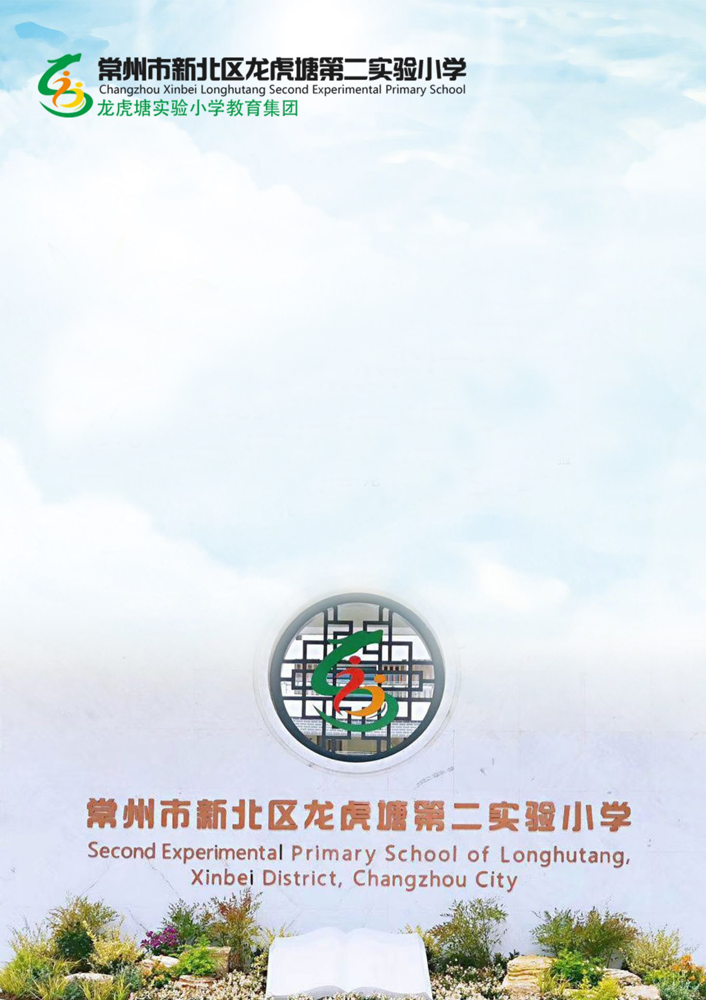 常州市新北区龙虎塘第二实验小学
Changzhou Xinbei Longhutang Second Experimental Primary School
龙虎塘实验小学教育集团
常州市新北区龙虎塘第二实验小学
Second Experimental Primary School of Longhutang,
Xinbei District, Changzhou City